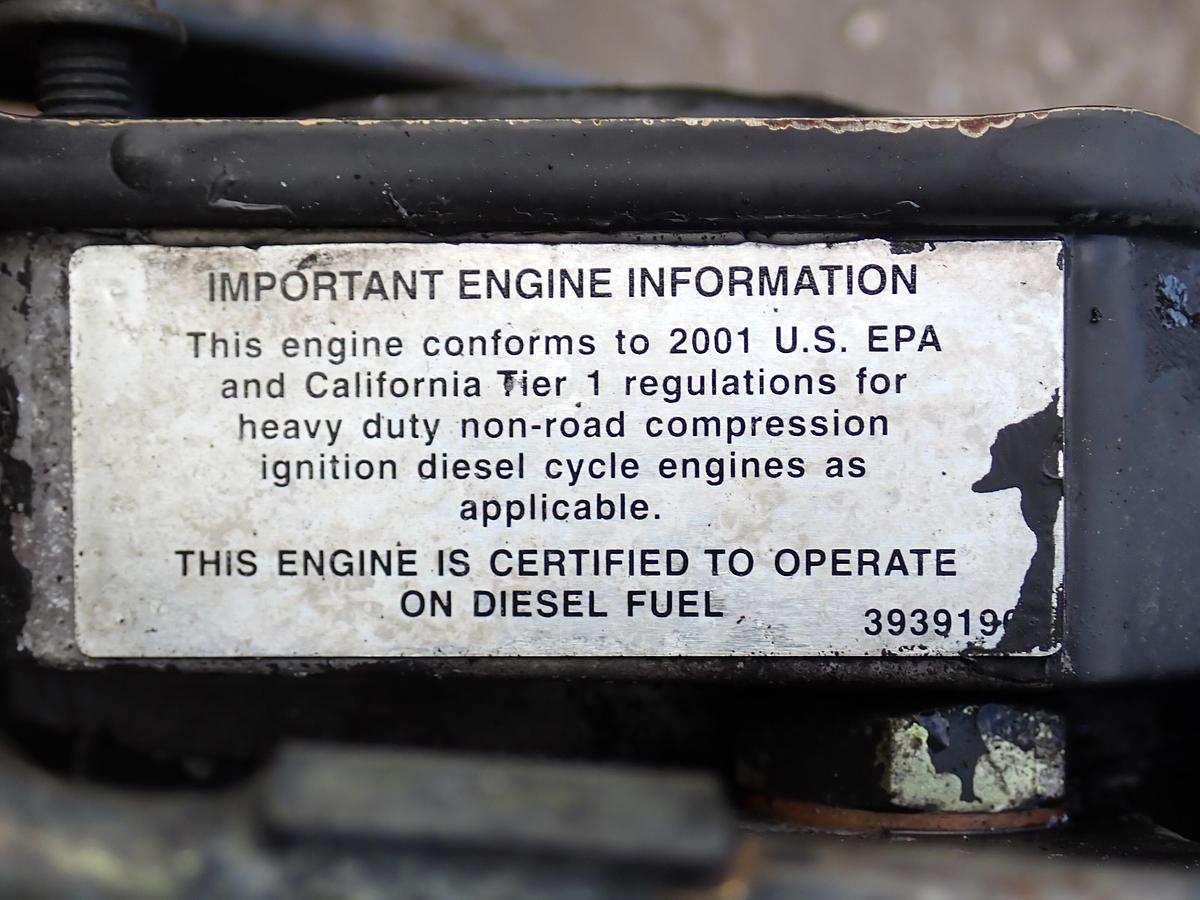 IMPORTANT ENGINE INFORMATION
This engine conforms to 2001 U.S. EPA
and California Tier 1 regulations for
heavy duty non-road compression
ignition diesel cycle engines as
applicable.
THIS ENGINE IS CERTIFIED TO OPERATE
ON DIESEL FUEL